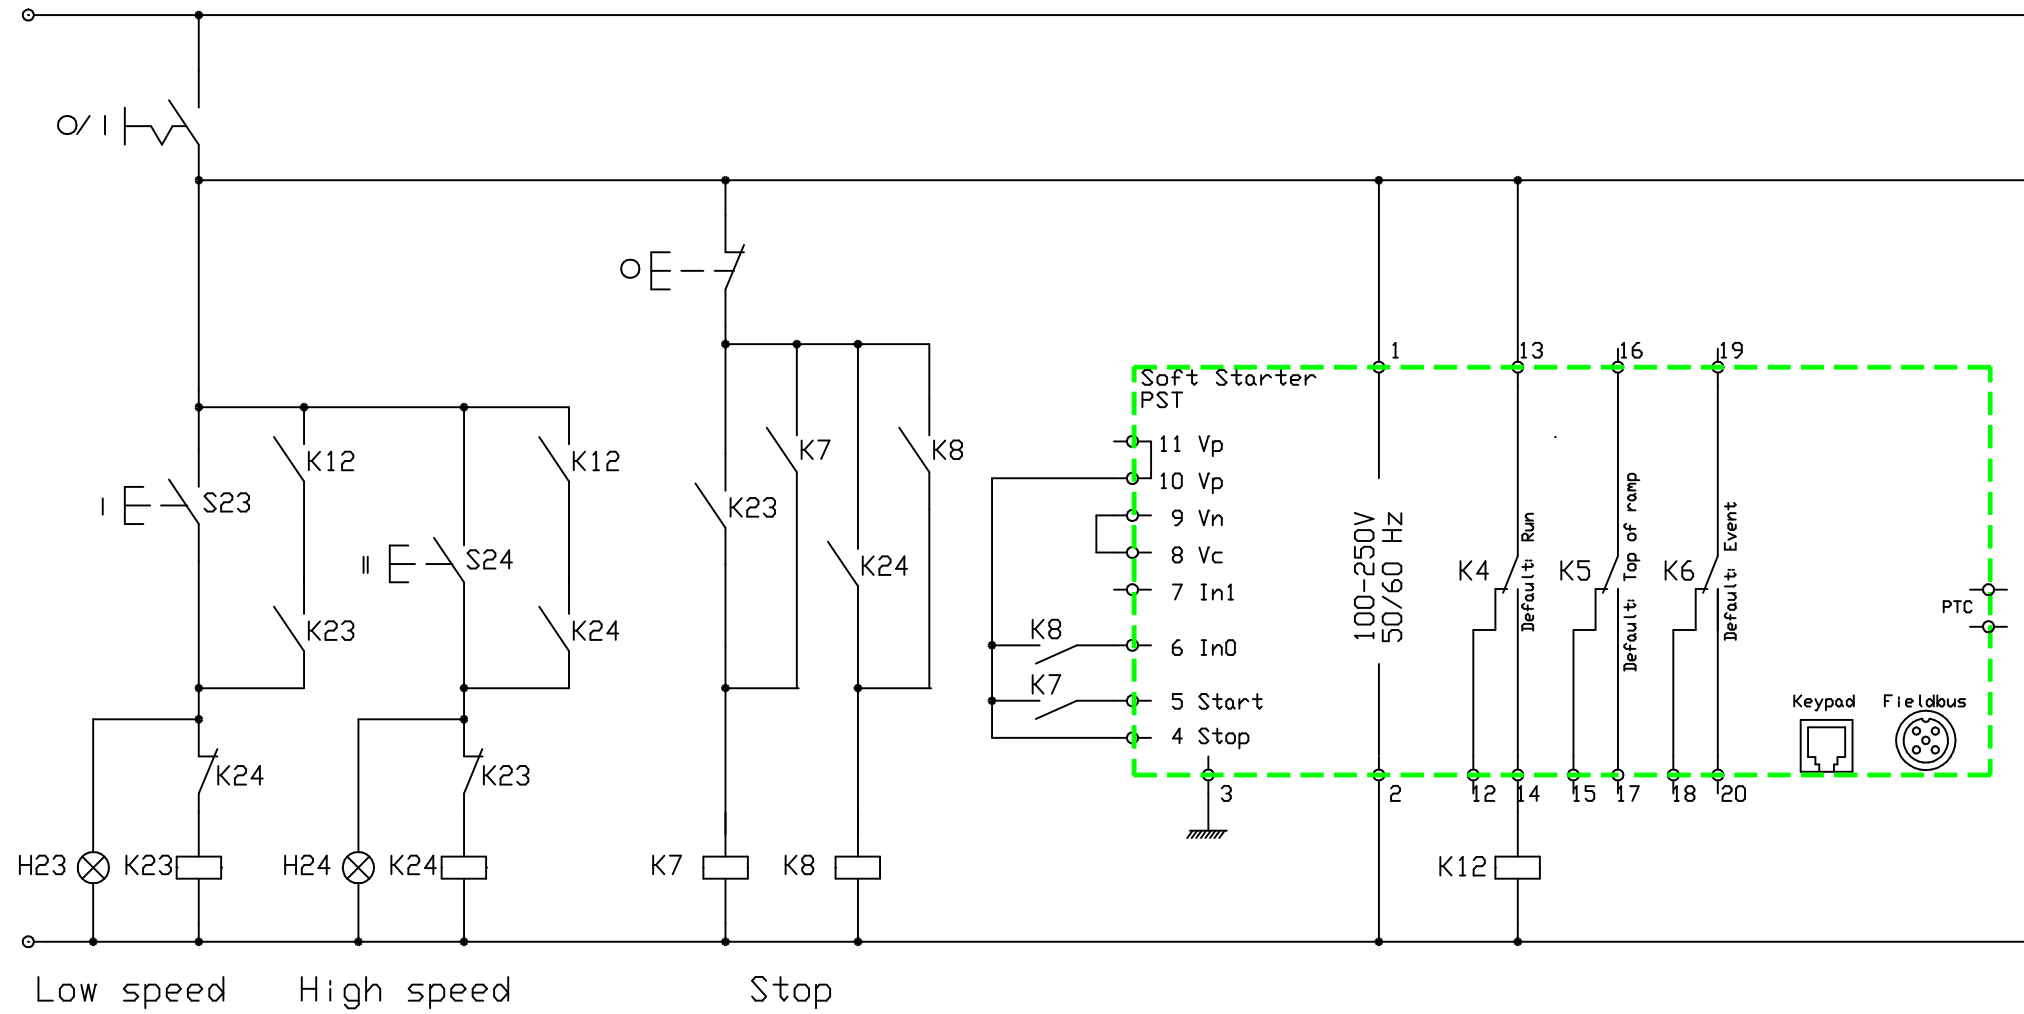 O/I
O
1
13
16
19
Soft Starter
PST
K12
K12
K7
K8
11 Vp
10 Vp
I
S23
K23
9 Vn
II
S24
K24
8 Vc
100-250V
50/60 Hz
K4
Default: Run
K5
Default: Top of ramp
K6
Default: Event
7 In1
PTC
K23
K24
K8
6 In0
K7
5 Start
4 Stop
Keypad
Fieldbus
K24
K23
3
2
12
14
15
17
18
20
H23
K23
H24
K24
K7
K8
K12
Low speed
High speed
Stop